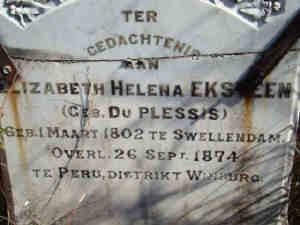 TER
GEDACHTENIS
AAN
ELIZABETH HELENA EKSTEEN
(GEB. DU PLESSIS)
GEB. 1 MAART 1802 TE SWELLENDAM.
OVERL. 26 SEPT. 1874
TE PERU, DISTRIKT WINBURG.